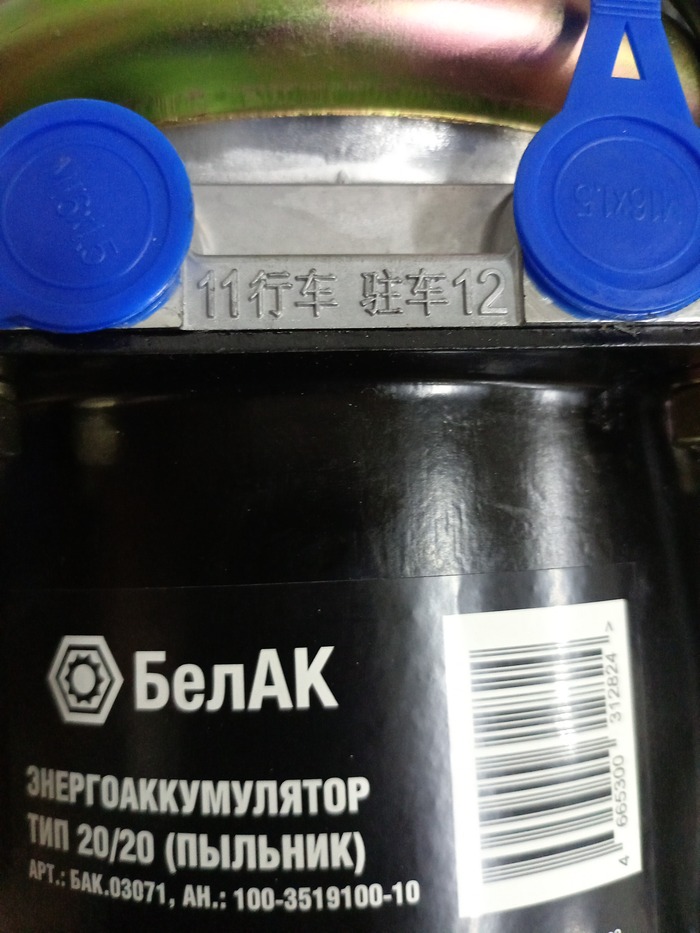 M16x1.5
M16x1.5
11行车 驻车12
БелАК
ЭНЕРГОАККУМУЛЯТОР
ТИП 20/20 (ПЫЛЬНИК)
АРТ.: БАК.03071, АН.: 100-3519100-10
4 665300 312824 >